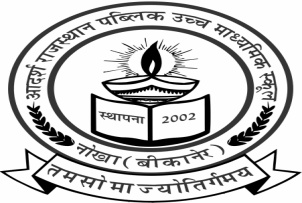 आदर्श राजस्थान पब्लिक उच्च माध्यमिक स्कूल
स्थापना 2002
नोखा (बीकानेर)
तमसो मा ज्योतिर्गमय